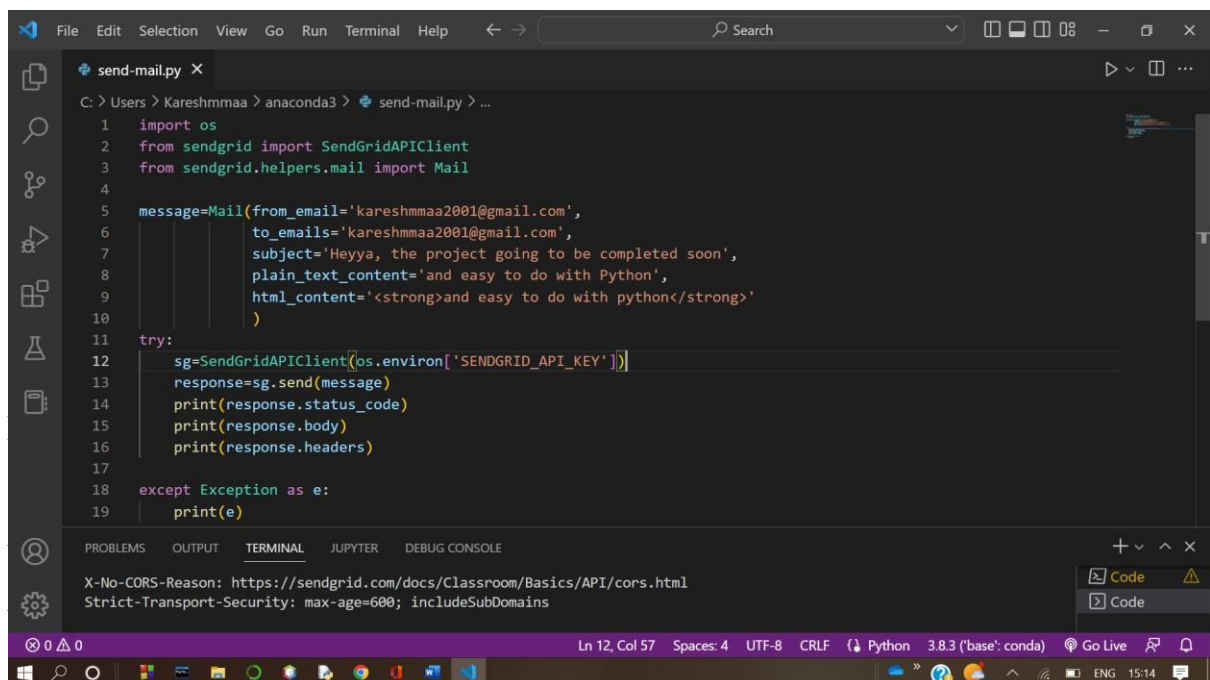 File Edit Selection View Go Run Terminal Help Search
send-mail.py
C: > Users > Kareshmmaa > anaconda3 > send-mail.py > ...
1 import os
2 from sendgrid import SendGridAPIClient
3 from sendgrid.helpers.mail import Mail
4
5 message=Mail(from_email='kareshmmaa2001@gmail.com',
6 to_emails='kareshmmaa2001@gmail.com',
7 subject='Heyya, the project going to be completed soon',
8 plain_text_content='and easy to do with Python',
9 html_content='<strong>and easy to do with python</strong>'
10 )
11 try:
12 sg=SendGridAPIClient(os.environ['SENDGRID_API_KEY'])
13 response=sg.send(message)
14 print(response.status_code)
15 print(response.body)
16 print(response.headers)
17
18 except Exception as e:
19 print(e)
PROBLEMS OUTPUT TERMINAL JUPYTER DEBUG CONSOLE
X-No-CORS-Reason: https://sendgrid.com/docs/Classroom/Basics/API/cors.html
Strict-Transport-Security: max-age=600; includeSubDomains
Code
Code
0 0 Ln 12, Col 57 Spaces: 4 UTF-8 CRLF Python 3.8.3 ('base': conda) Go Live
ENG 15:14